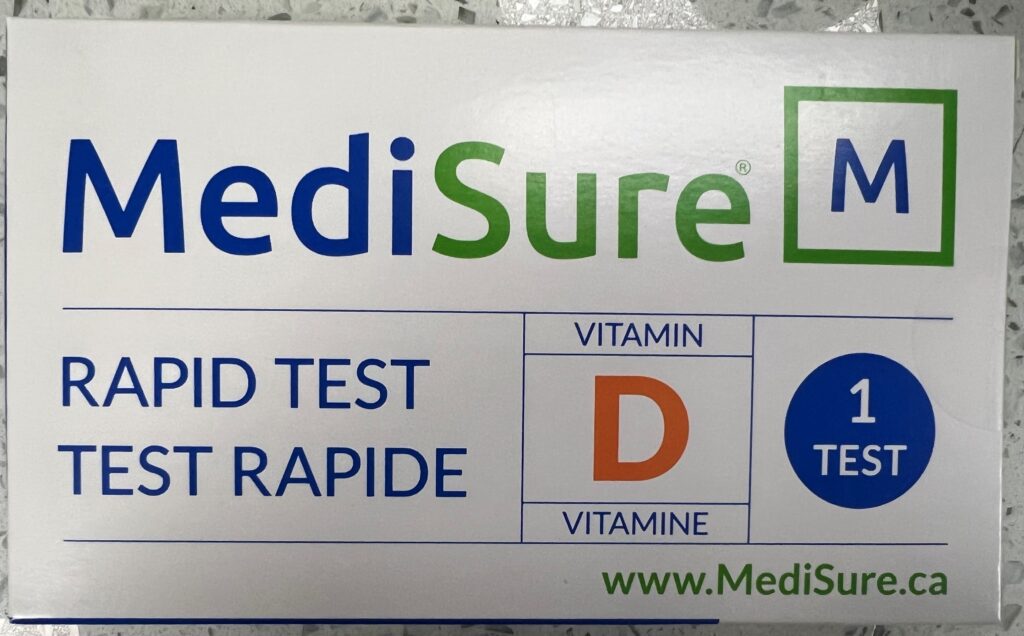 MediSure®
M
RAPID TEST
TEST RAPIDE
VITAMIN
D
VITAMINE
1
TEST
www.MediSure.ca